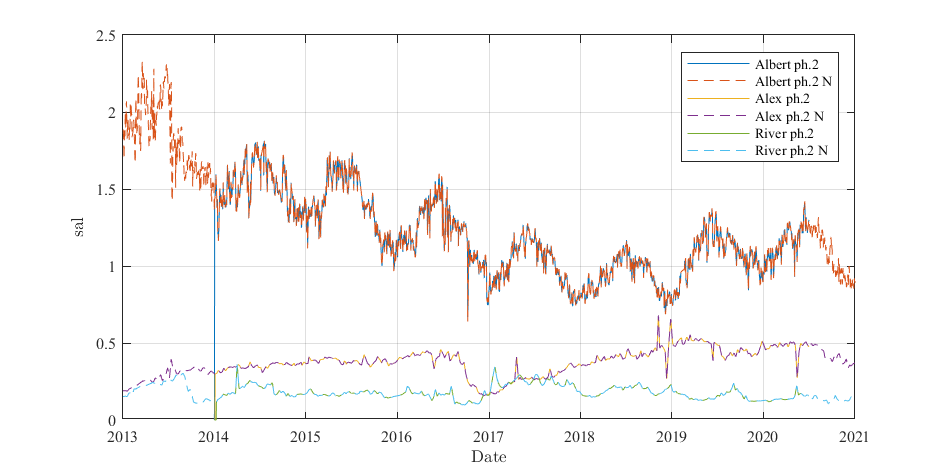 2.5
2
1.5
1
0.5
0
sal
2013 2014 2015 2016 2017 2018 2019 2020 2021
Date
Albert ph.2
Albert ph.2 N
Alex ph.2
Alex ph.2 N
River ph.2
River ph.2 N